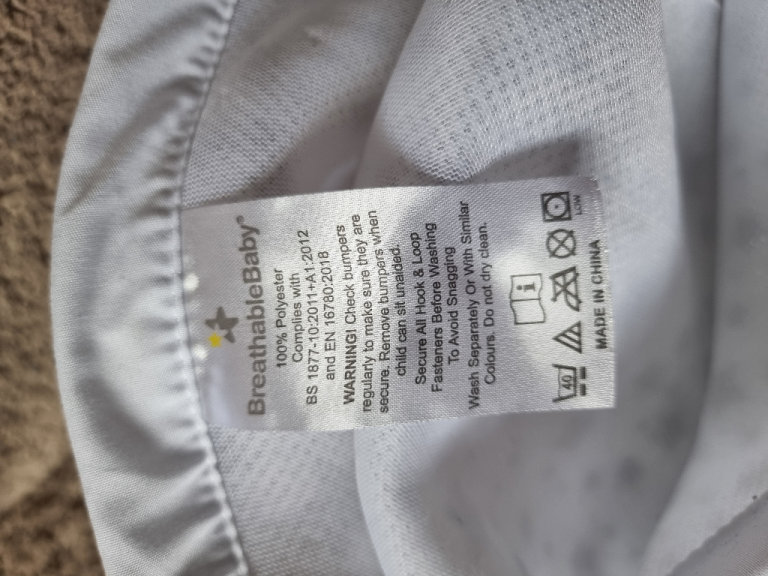 BreathableBaby®
100% Polyester
Complies with
BS 1877-10:2011+A1:2012
and EN 16780:2018
WARNING! Check bumpers
regularly to make sure they are
secure. Remove bumpers when
child can sit unaided.
Secure All Hook & Loop
Fasteners Before Washing
To Avoid Snagging
Wash Separately Or With Similar
Colours. Do not dry clean.
i
40
LOW
MADE IN CHINA